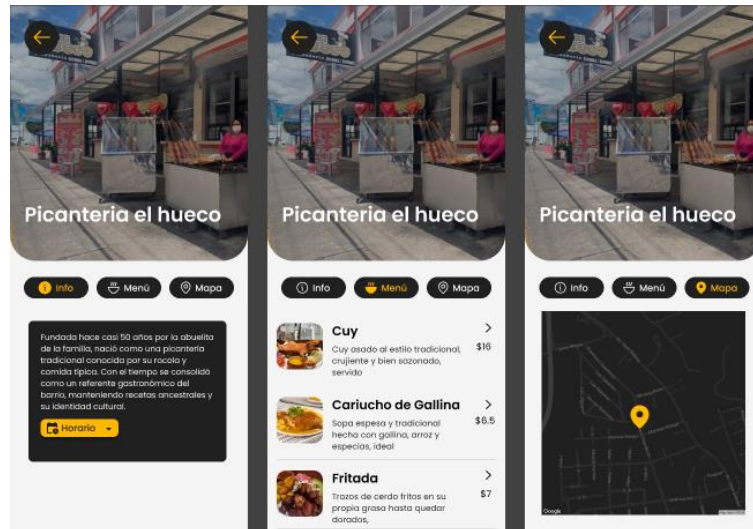 Picanteria el hueco
Info
Menú
Mapa
Fundada hace casi 50 años por la abuelita
de la familia, nació como una picantería
tradicional conocida por su rocola y
comida típica. Con el tiempo se consolidó
como un referente gastronómico del
barrio, manteniendo recetas ancestrales y
su identidad cultural.
Horario
Picanteria el hueco
Info
Menú
Mapa
Cuy
Cuy asado al estilo tradicional,
crujiente y bien sazonado,
servido
$16
Cariucho de Gallina
Sopa espesa y tradicional
hecha con gallina, arroz y
especias, ideal
$6.5
Fritada
Trozos de cerdo fritos en su
propia grasa hasta quedar
dorados,
$7
Picanteria el hueco
Info
Menú
Mapa
Google